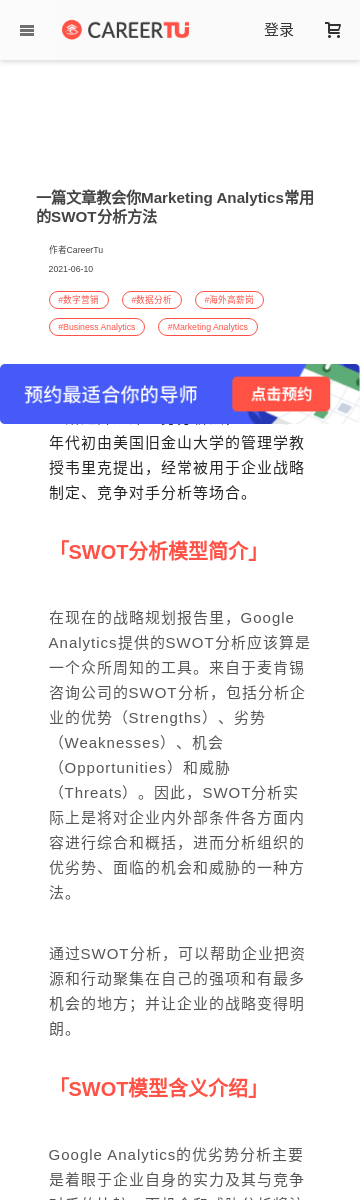 CAREERTU
登录
一篇文章教会你Marketing Analytics常用
的SWOT分析方法
作者CareerTu
2021-06-10
#数字营销 #数据分析 #海外高薪岗
#Business Analytics #Marketing Analytics
预约最适合你的导师 点击预约
年代初由美国旧金山大学的管理学教
授韦里克提出，经常被用于企业战略
制定、竞争对手分析等场合。
「SWOT分析模型简介」
在现在的战略规划报告里，Google
Analytics提供的SWOT分析应该算是
一个众所周知的工具。来自于麦肯锡
咨询公司的SWOT分析，包括分析企
业的优势（Strengths）、劣势
（Weaknesses）、机会
（Opportunities）和威胁
（Threats）。因此，SWOT分析实
际上是将对企业内外部条件各方面内
容进行综合和概括，进而分析组织的
优劣势、面临的机会和威胁的一种方
法。
通过SWOT分析，可以帮助企业把资
源和行动聚集在自己的强项和有最多
机会的地方；并让企业的战略变得明
朗。
「SWOT模型含义介绍」
Google Analytics的优劣势分析主要
是着眼于企业自身的实力及其与竞争